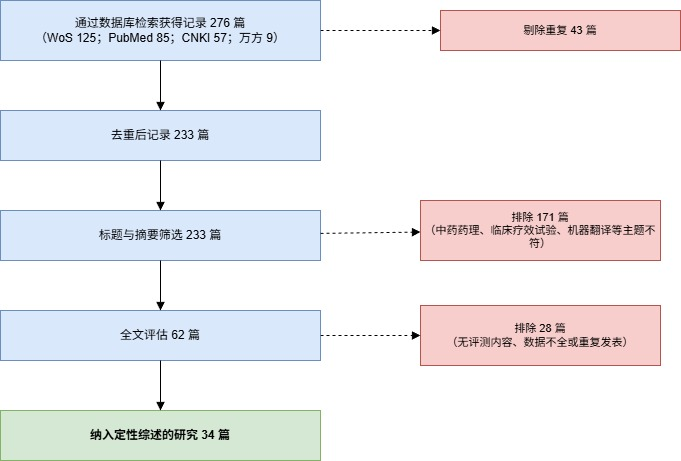 通过数据库检索获得记录 276 篇
（WoS 125；PubMed 85；CNKI 57；万方 9）
剔除重复 43 篇
去重后记录 233 篇
标题与摘要筛选 233 篇
排除 171 篇
（中药药理、临床疗效试验、机器翻译等主题不
符）
全文评估 62 篇
排除 28 篇
（无评测内容、数据不全或重复发表）
纳入定性综述的研究 34 篇